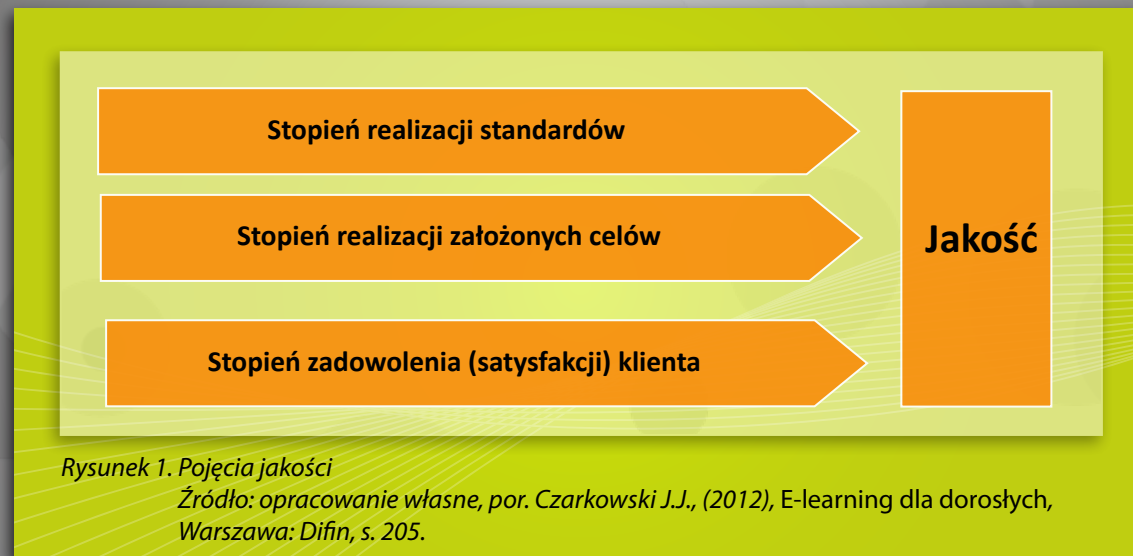 Stopień realizacji standardów
Stopień realizacji założonych celów
Jakość
Stopień zadowolenia (satysfakcji) klienta
Rysunek 1. Pojęcia jakości
Źródło: opracowanie własne, por. Czarkowski J.J., (2012), E-learning dla dorosłych,
Warszawa: Difin, s. 205.